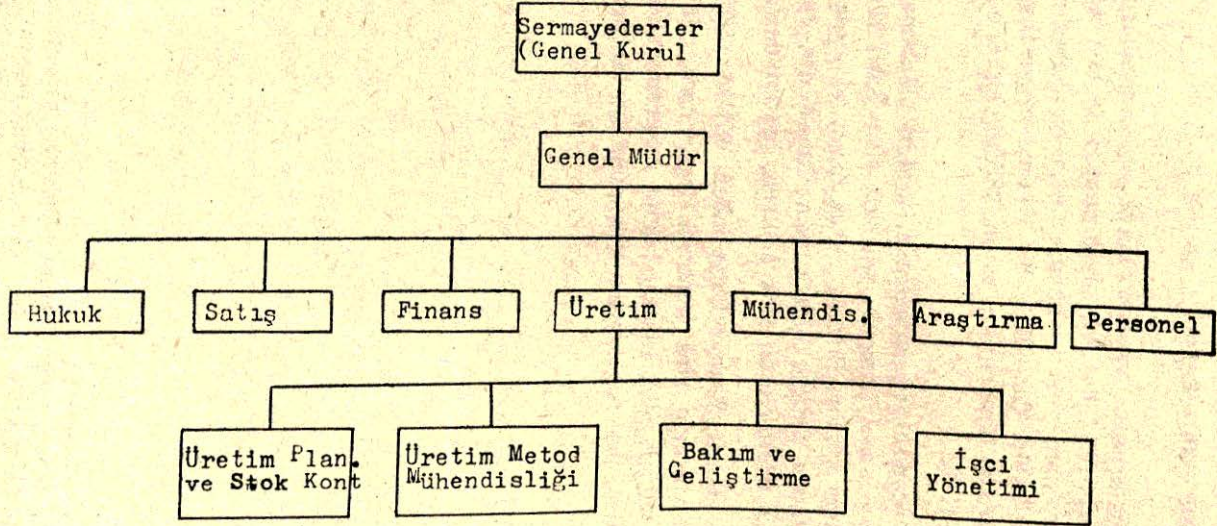 Sermayederler
(Genel Kurul
Genel Müdür
Hukuk
Satış
Finans
Üretim
Mühendis.
Araştırma
Personel
Üretim Plan.
ve Stok Kont
Üretim Metod
Mühendisliği
Bakım ve
Geliştirme
İşci
Yönetimi